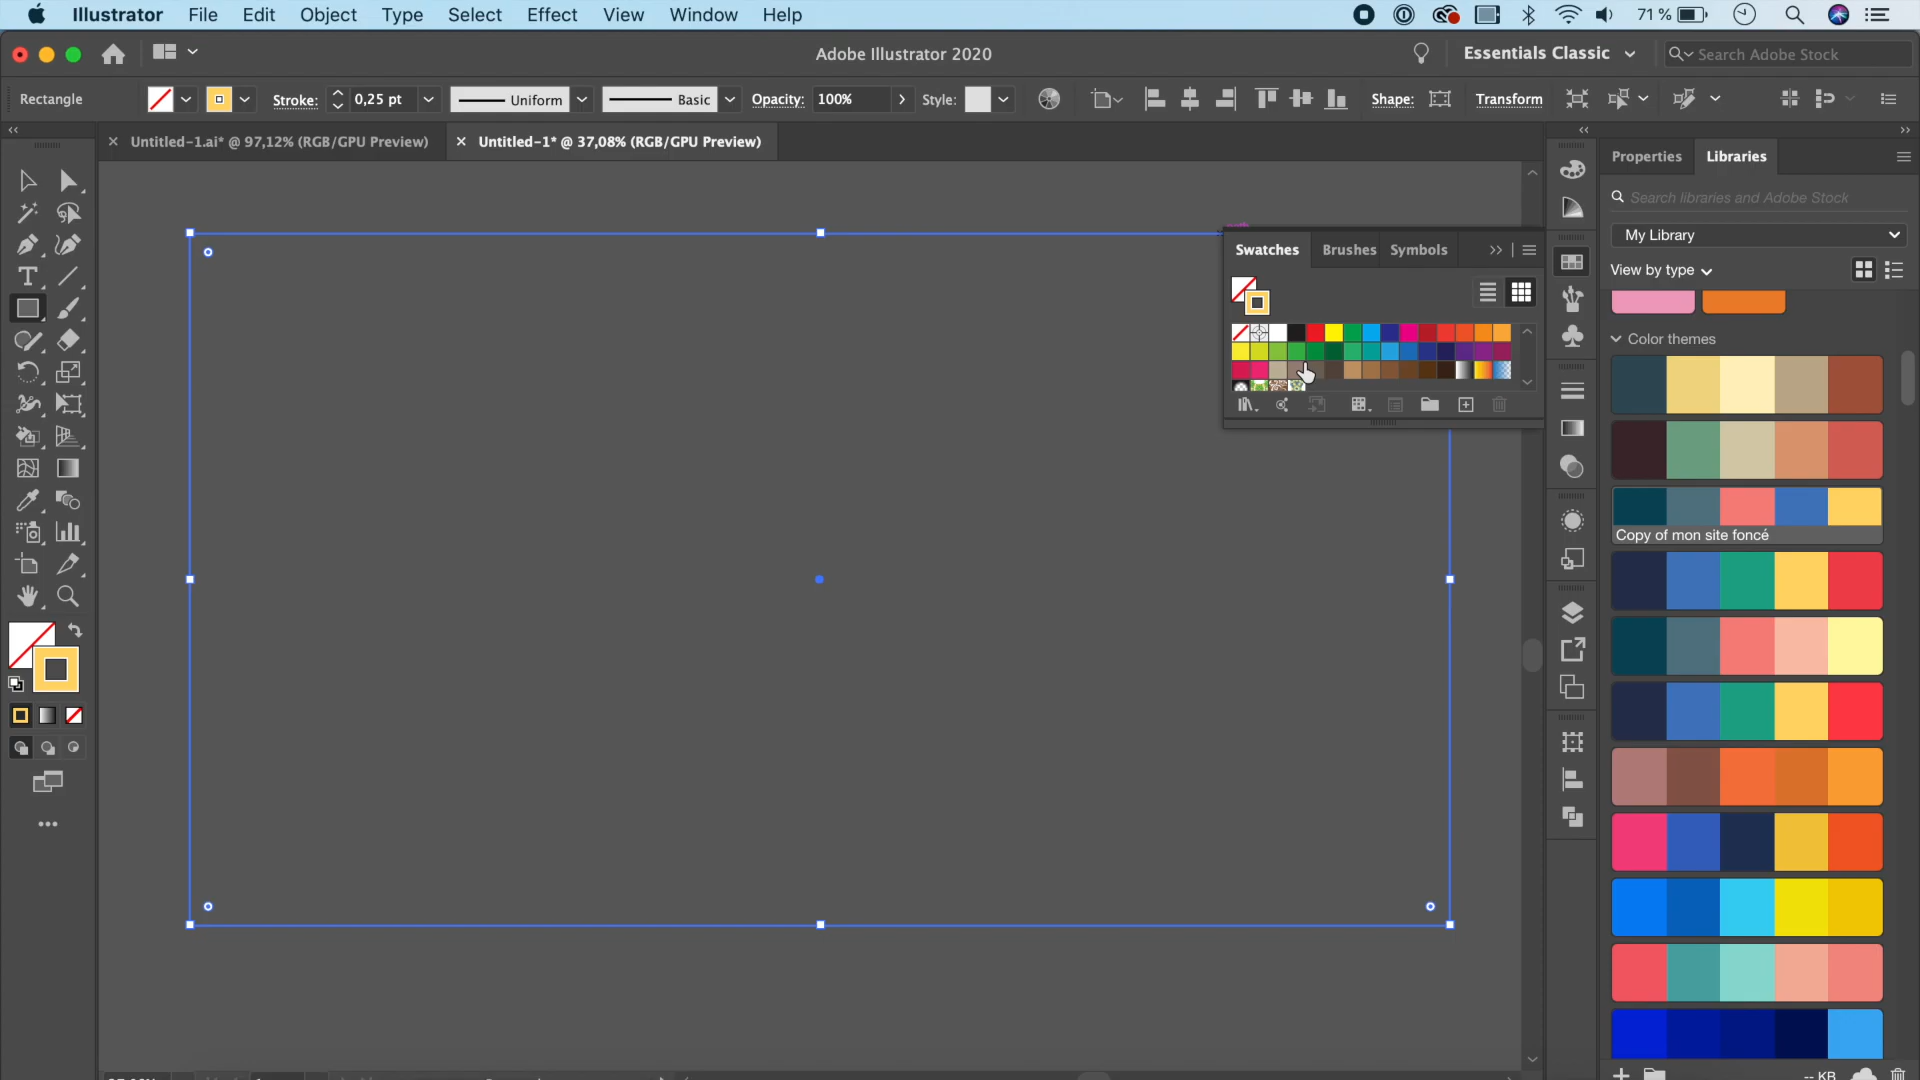 Illustrator File Edit Object Type Select Effect View Window Help 71 %
Adobe Illustrator 2020
Essentials Classic
Search Adobe Stock
Rectangle
Stroke: 0,25 pt
Uniform
Basic
Opacity: 100%
Style:
Shape:
Transform
Untitled-1.ai* @ 97,12% (RGB/GPU Preview)
Untitled-1* @ 37,08% (RGB/GPU Preview)
Properties Libraries
Search libraries and Adobe Stock
My Library
View by type
Swatches Brushes Symbols
Color themes
Copy of mon site foncé
-- KB